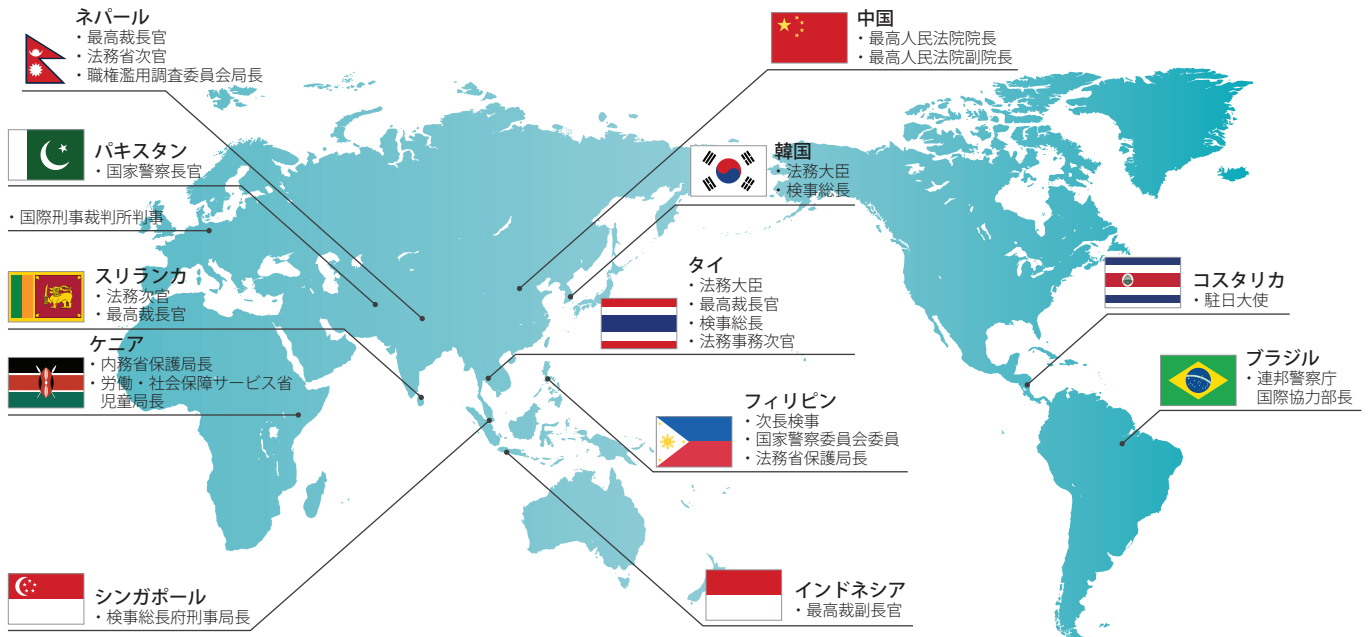 ネパール
・最高裁長官
・法務省次官
・職権濫用調査委員会局長
中国
・最高人民法院院長
・最高人民法院副院長
パキスタン
・国家警察長官
韓国
・法務大臣
・検事総長
・国際刑事裁判所判事
スリランカ
・法務次官
・最高裁長官
タイ
・法務大臣
・最高裁長官
・検事総長
・法務事務次官
コスタリカ
・駐日大使
ケニア
・内務省保護局長
・労働・社会保障サービス省
児童局長
ブラジル
・連邦警察庁
国際協力部長
フィリピン
・次長検事
・国家警察委員会委員
・法務省保護局長
シンガポール
・検事総長府刑事局長
インドネシア
・最高裁副長官